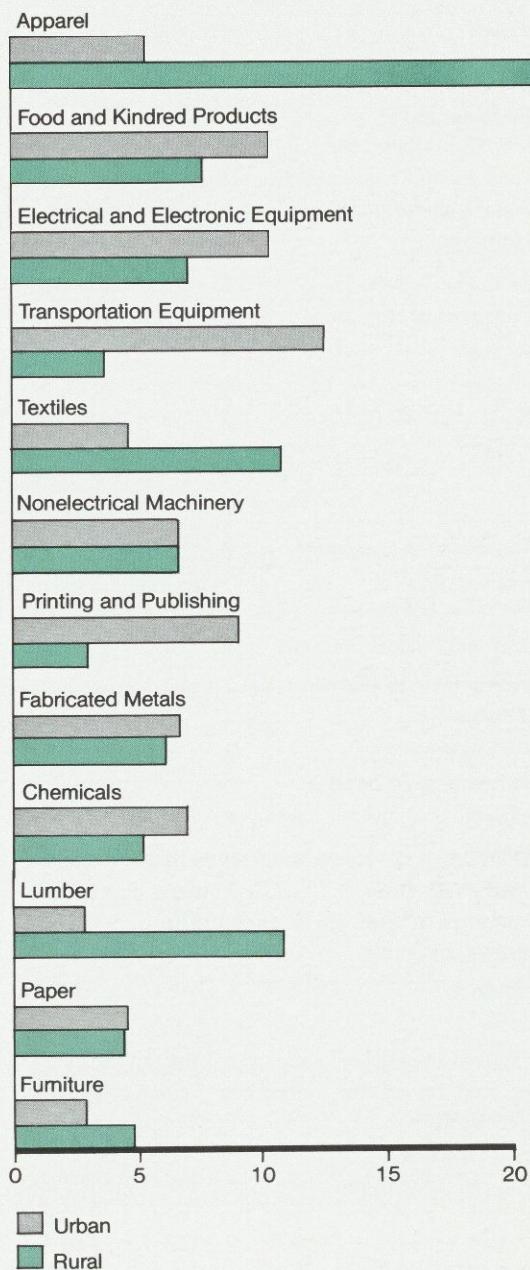 Apparel
Food and Kindred Products
Electrical and Electronic Equipment
Transportation Equipment
Textiles
Nonelectrical Machinery
Printing and Publishing
Fabricated Metals
Chemicals
Lumber
Paper
Furniture
0 5 10 15 20
Urban
Rural